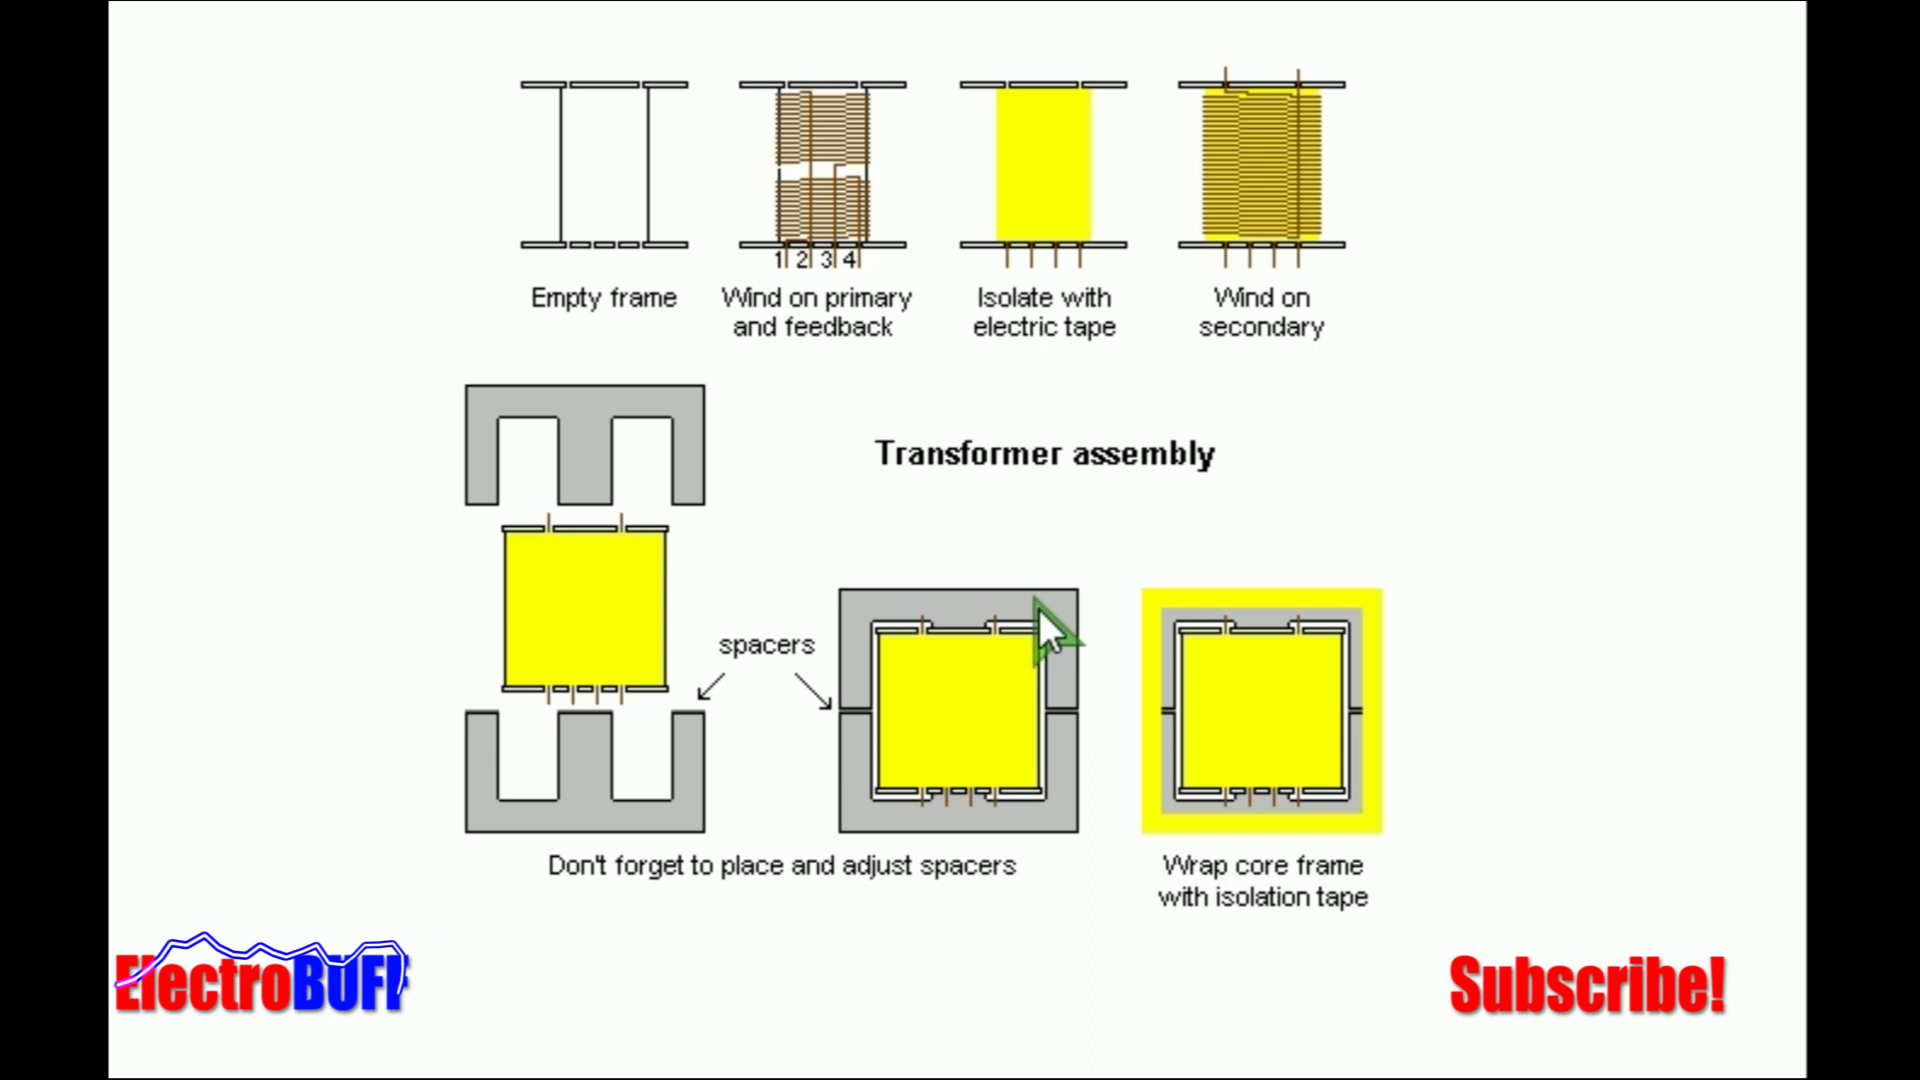 1 2 3 4
Empty frame
Wind on primary
and feedback
Isolate with
electric tape
Wind on
secondary
Transformer assembly
spacers
Don't forget to place and adjust spacers
Wrap core frame
with isolation tape
ElectroBUFF
Subscribe!